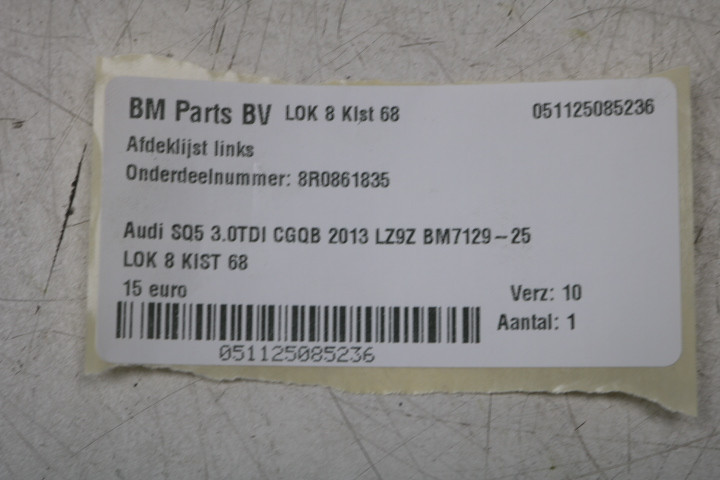 BM Parts BV LOK 8 KIst 68 051125085236
Afdeklijst links
Onderdeelnummer: 8R0861835
Audi SQ5 3.0TDI CGQB 2013 LZ9Z BM7129-25
LOK 8 KIST 68
15 euro Verz: 10
Aantal: 1
051125085236